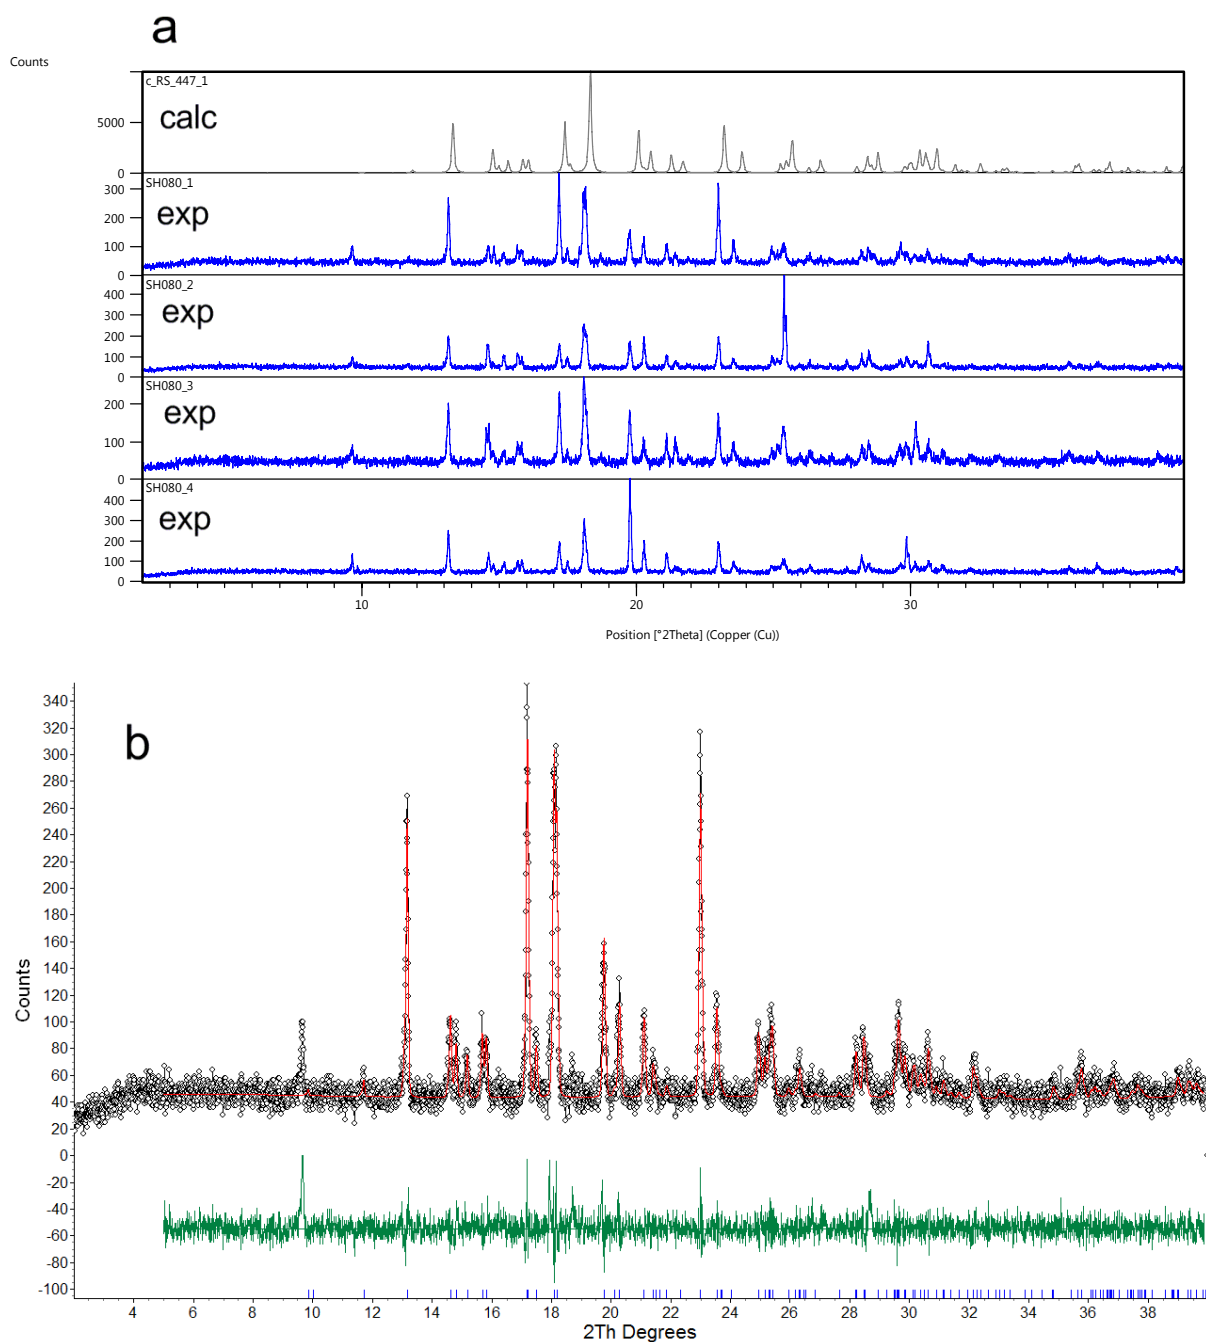 a
Counts
c_RS_447_1
calc
5000
0
SH080_1
exp
300
200
100
0
SH080_2
exp
400
300
200
100
0
SH080_3
exp
200
100
0
SH080_4
exp
400
300
200
100
0
10 20 30
Position [°2Theta] (Copper (Cu))
b
340
320
300
280
260
240
220
200
180
160
140
120
100
80
60
40
20
0
-20
-40
-60
-80
-100
Counts
4 6 8 10 12 14 16 18 20 22 24 26 28 30 32 34 36 38
2Th Degrees